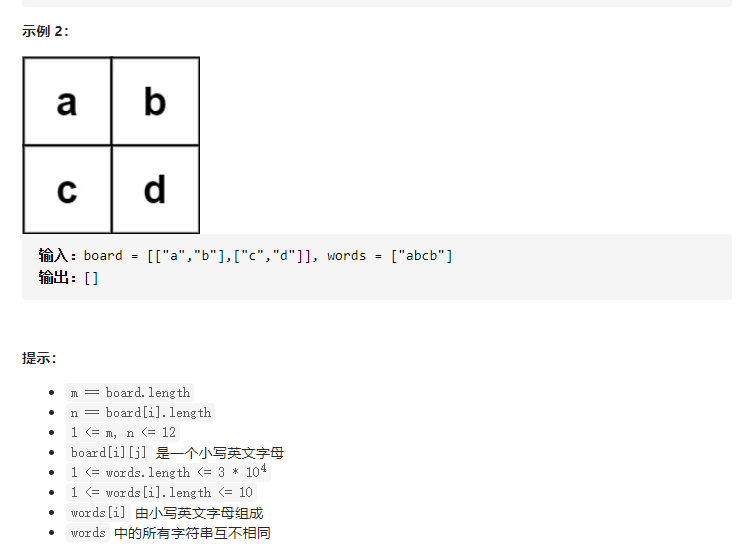 示例 2：
a b
c d
输入：board = [["a","b"],["c","d"]], words = ["abcb"]
输出：[]
提示：
m == board.length
n == board[i].length
1 <= m, n <= 12
board[i][j] 是一个小写英文字母
1 <= words.length <= 3 * 10⁴
1 <= words[i].length <= 10
words[i] 由小写英文字母组成
words 中的所有字符串互不相同